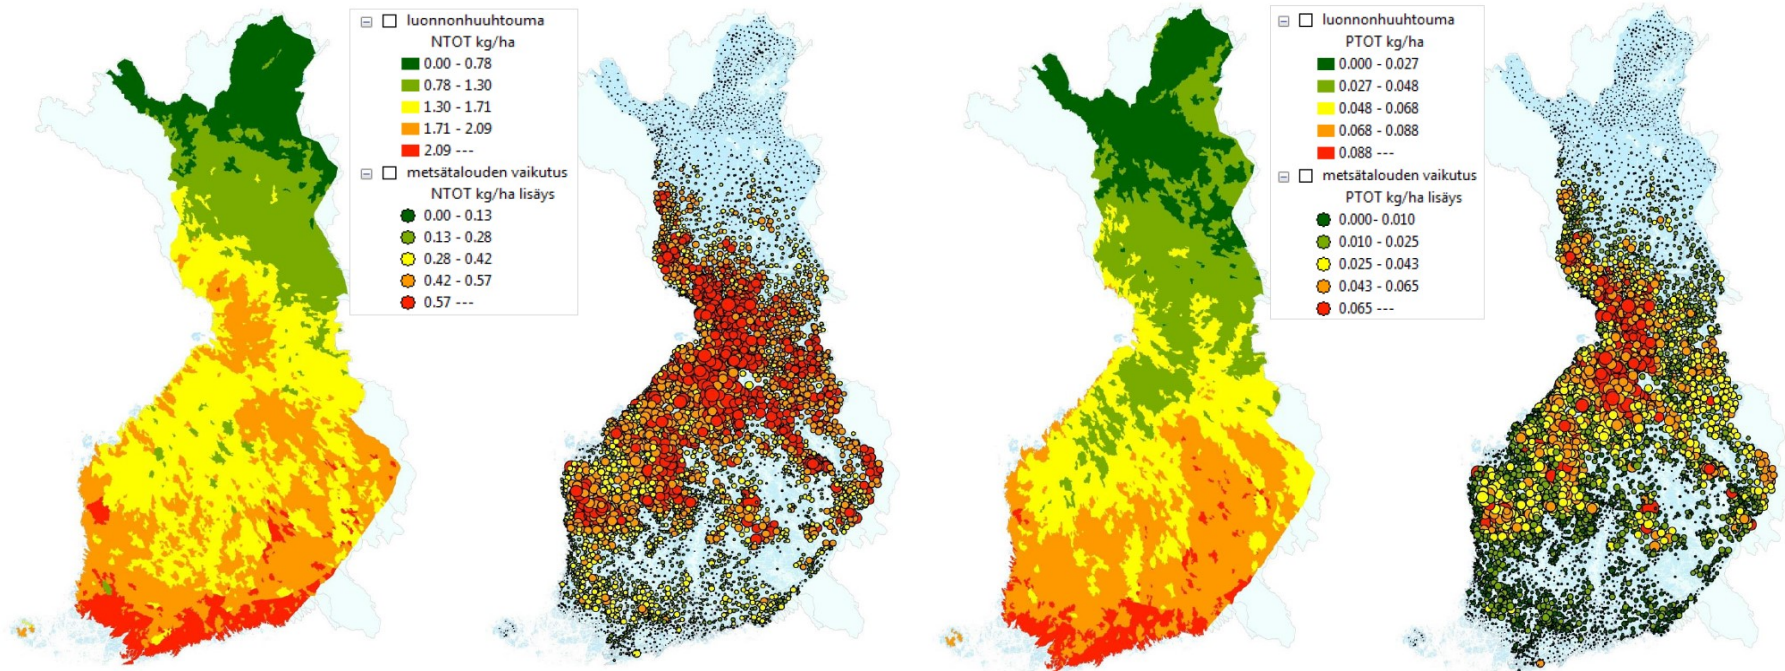 luonnonhuuhtouma
NTOT kg/ha
0.00 - 0.78
0.78 - 1.30
1.30 - 1.71
1.71 - 2.09
2.09 ---
metsätalouden vaikutus
NTOT kg/ha lisäys
0.00 - 0.13
0.13 - 0.28
0.28 - 0.42
0.42 - 0.57
0.57 ---
luonnonhuuhtouma
PTOT kg/ha
0.000 - 0.027
0.027 - 0.048
0.048 - 0.068
0.068 - 0.088
0.088 ---
metsätalouden vaikutus
PTOT kg/ha lisäys
0.000- 0.010
0.010 - 0.025
0.025 - 0.043
0.043 - 0.065
0.065 ---